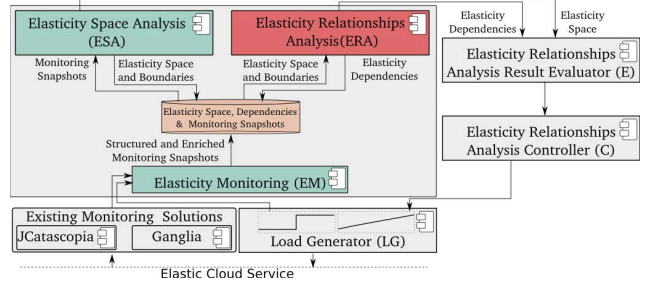 Elasticity Space Analysis
(ESA)
Elasticity Relationships
Analysis(ERA)
Elasticity
Dependencies
Elasticity
Space
Monitoring
Snapshots
Elasticity Space
and Boundaries
Elasticity Space
and Boundaries
Elasticity
Dependencies
Elasticity Relationships
Analysis Result Evaluator (E)
Elasticity Space, Dependencies
& Monitoring Snapshots
Elasticity Relationships
Analysis Controller (C)
Structured and Enriched
Monitoring Snapshots
Elasticity Monitoring (EM)
Existing Monitoring Solutions
JCatascopia
Ganglia
Load Generator (LG)
Elastic Cloud Service